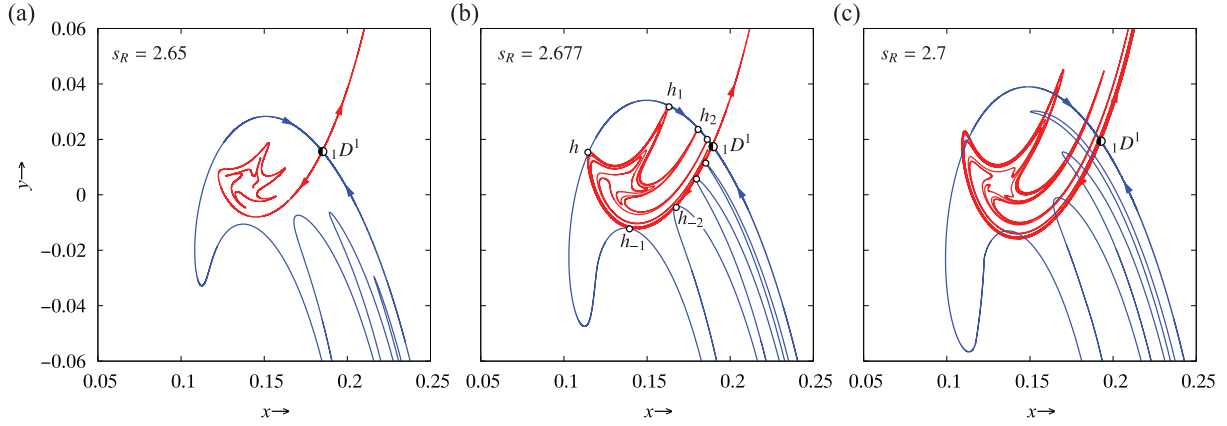 (a)
s_R = 2.65
₁D¹
0.06
0.04
0.02
0
−0.02
−0.04
−0.06
y→
0.05
0.1
0.15
0.2
0.25
x→
(b)
s_R = 2.677
h₁
h₂
₁D¹
h
h₋₂
h₋₁
0.05
0.1
0.15
0.2
0.25
x→
(c)
s_R = 2.7
₁D¹
0.05
0.1
0.15
0.2
0.25
x→